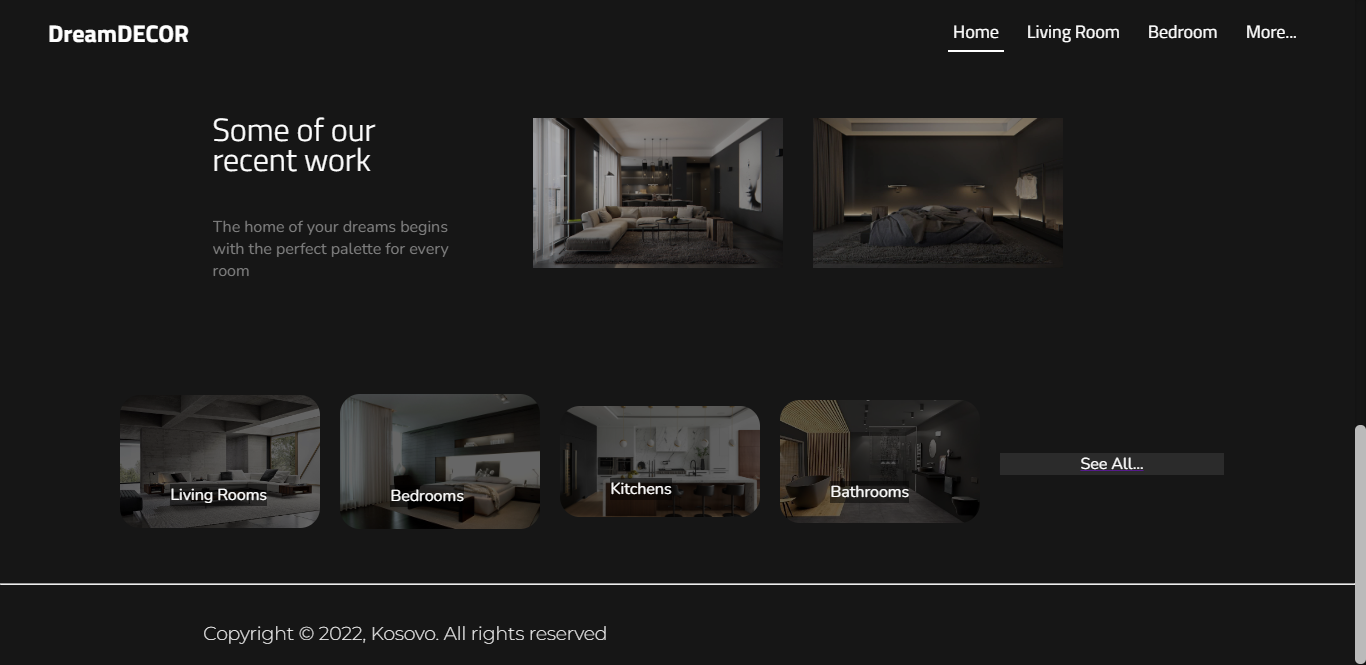 DreamDECOR
Home
Living Room
Bedroom
More...
Some of our
recent work
The home of your dreams begins
with the perfect palette for every
room
Living Rooms
Bedrooms
Kitchens
Bathrooms
See All...
Copyright © 2022, Kosovo. All rights reserved